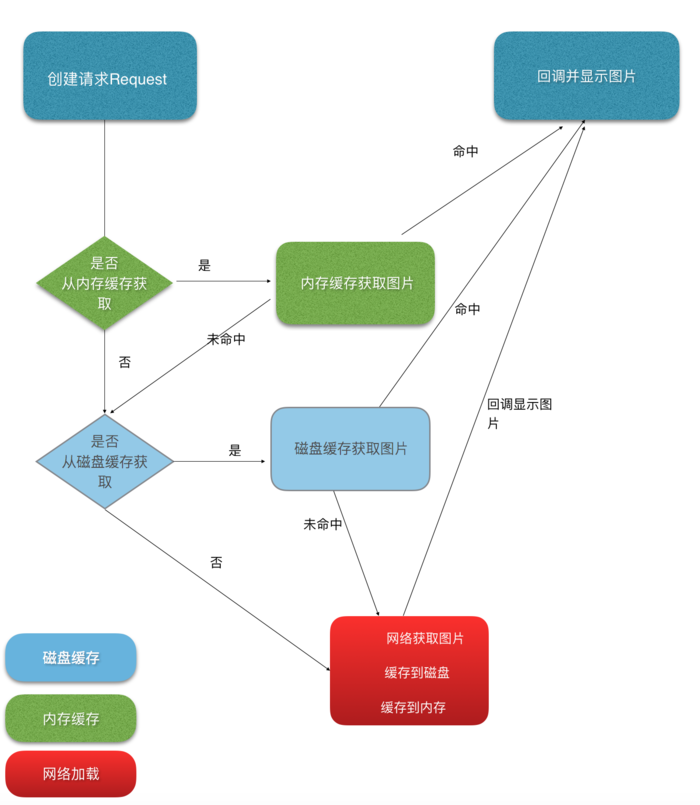 创建请求Request
回调并显示图片
命中
是否
从内存缓存获
取
是
内存缓存获取图片
命中
未命中
否
回调显示图
片
是否
从磁盘缓存获
取
是
磁盘缓存获取图片
未命中
否
网络获取图片
缓存到磁盘
缓存到内存
磁盘缓存
内存缓存
网络加载